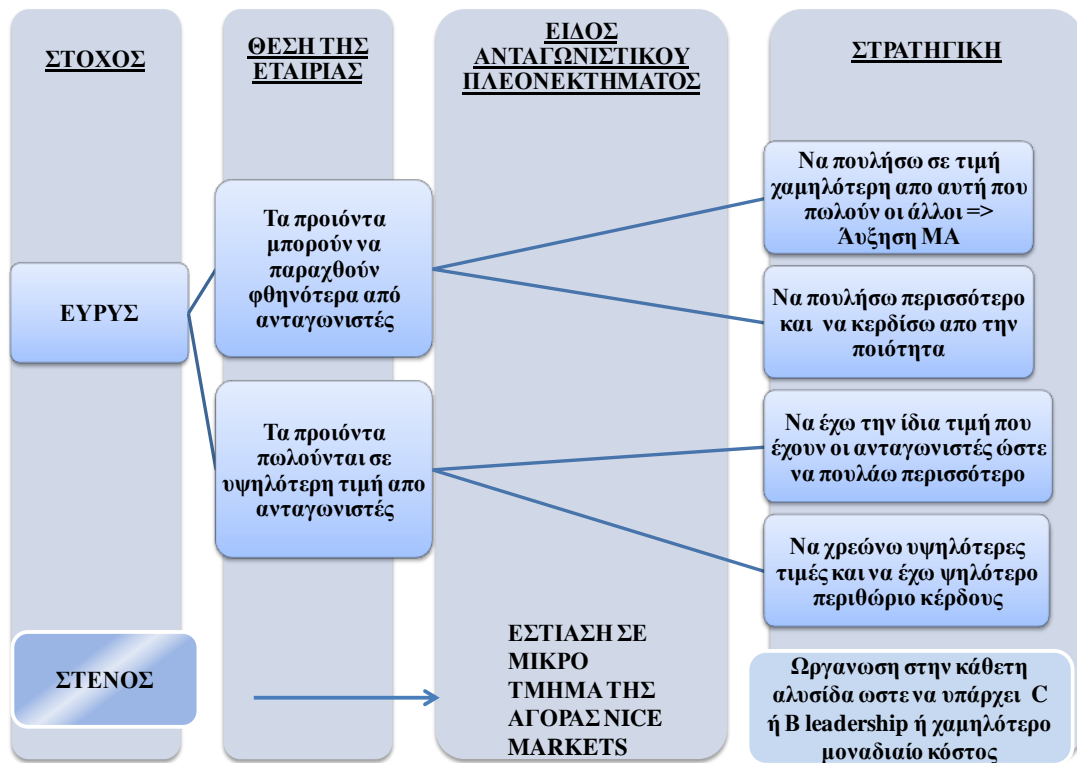 ΣΤΟΧΟΣ
ΘΕΣΗ ΤΗΣ
ΕΤΑΙΡΙΑΣ
ΕΙΔΟΣ
ΑΝΤΑΓΩΝΙΣΤΙΚΟΥ
ΠΛΕΟΝΕΚΤΗΜΑΤΟΣ
ΣΤΡΑΤΗΓΙΚΗ
ΕΥΡΥΣ
Τα προιόντα
μπορούν να
παραχθούν
φθηνότερα από
ανταγωνιστές
Να πουλήσω σε τιμή
χαμηλότερη απο αυτή που
πωλούν οι άλλοι =>
Άυξηση ΜΑ
Να πουλήσω περισσότερο
και να κερδίσω απο την
ποιότητα
Τα προιόντα
πωλούνται σε
υψηλότερη τιμή απο
ανταγωνιστές
Να έχω την ίδια τιμή που
έχουν οι ανταγωνιστές ώστε
να πουλάω περισσότερο
Να χρεώνω υψηλότερες
τιμές και να έχω ψηλότερο
περιθώριο κέρδους
ΣΤΕΝΟΣ
ΕΣΤΙΑΣΗ ΣΕ
ΜΙΚΡΟ
ΤΜΗΜΑ ΤΗΣ
ΑΓΟΡΑΣ NICE
MARKETS
Ωργανωση στην κάθετη
αλυσίδα ωστε να υπάρχει C
ή B leadership ή χαμηλότερο
μοναδιαίο κόστος